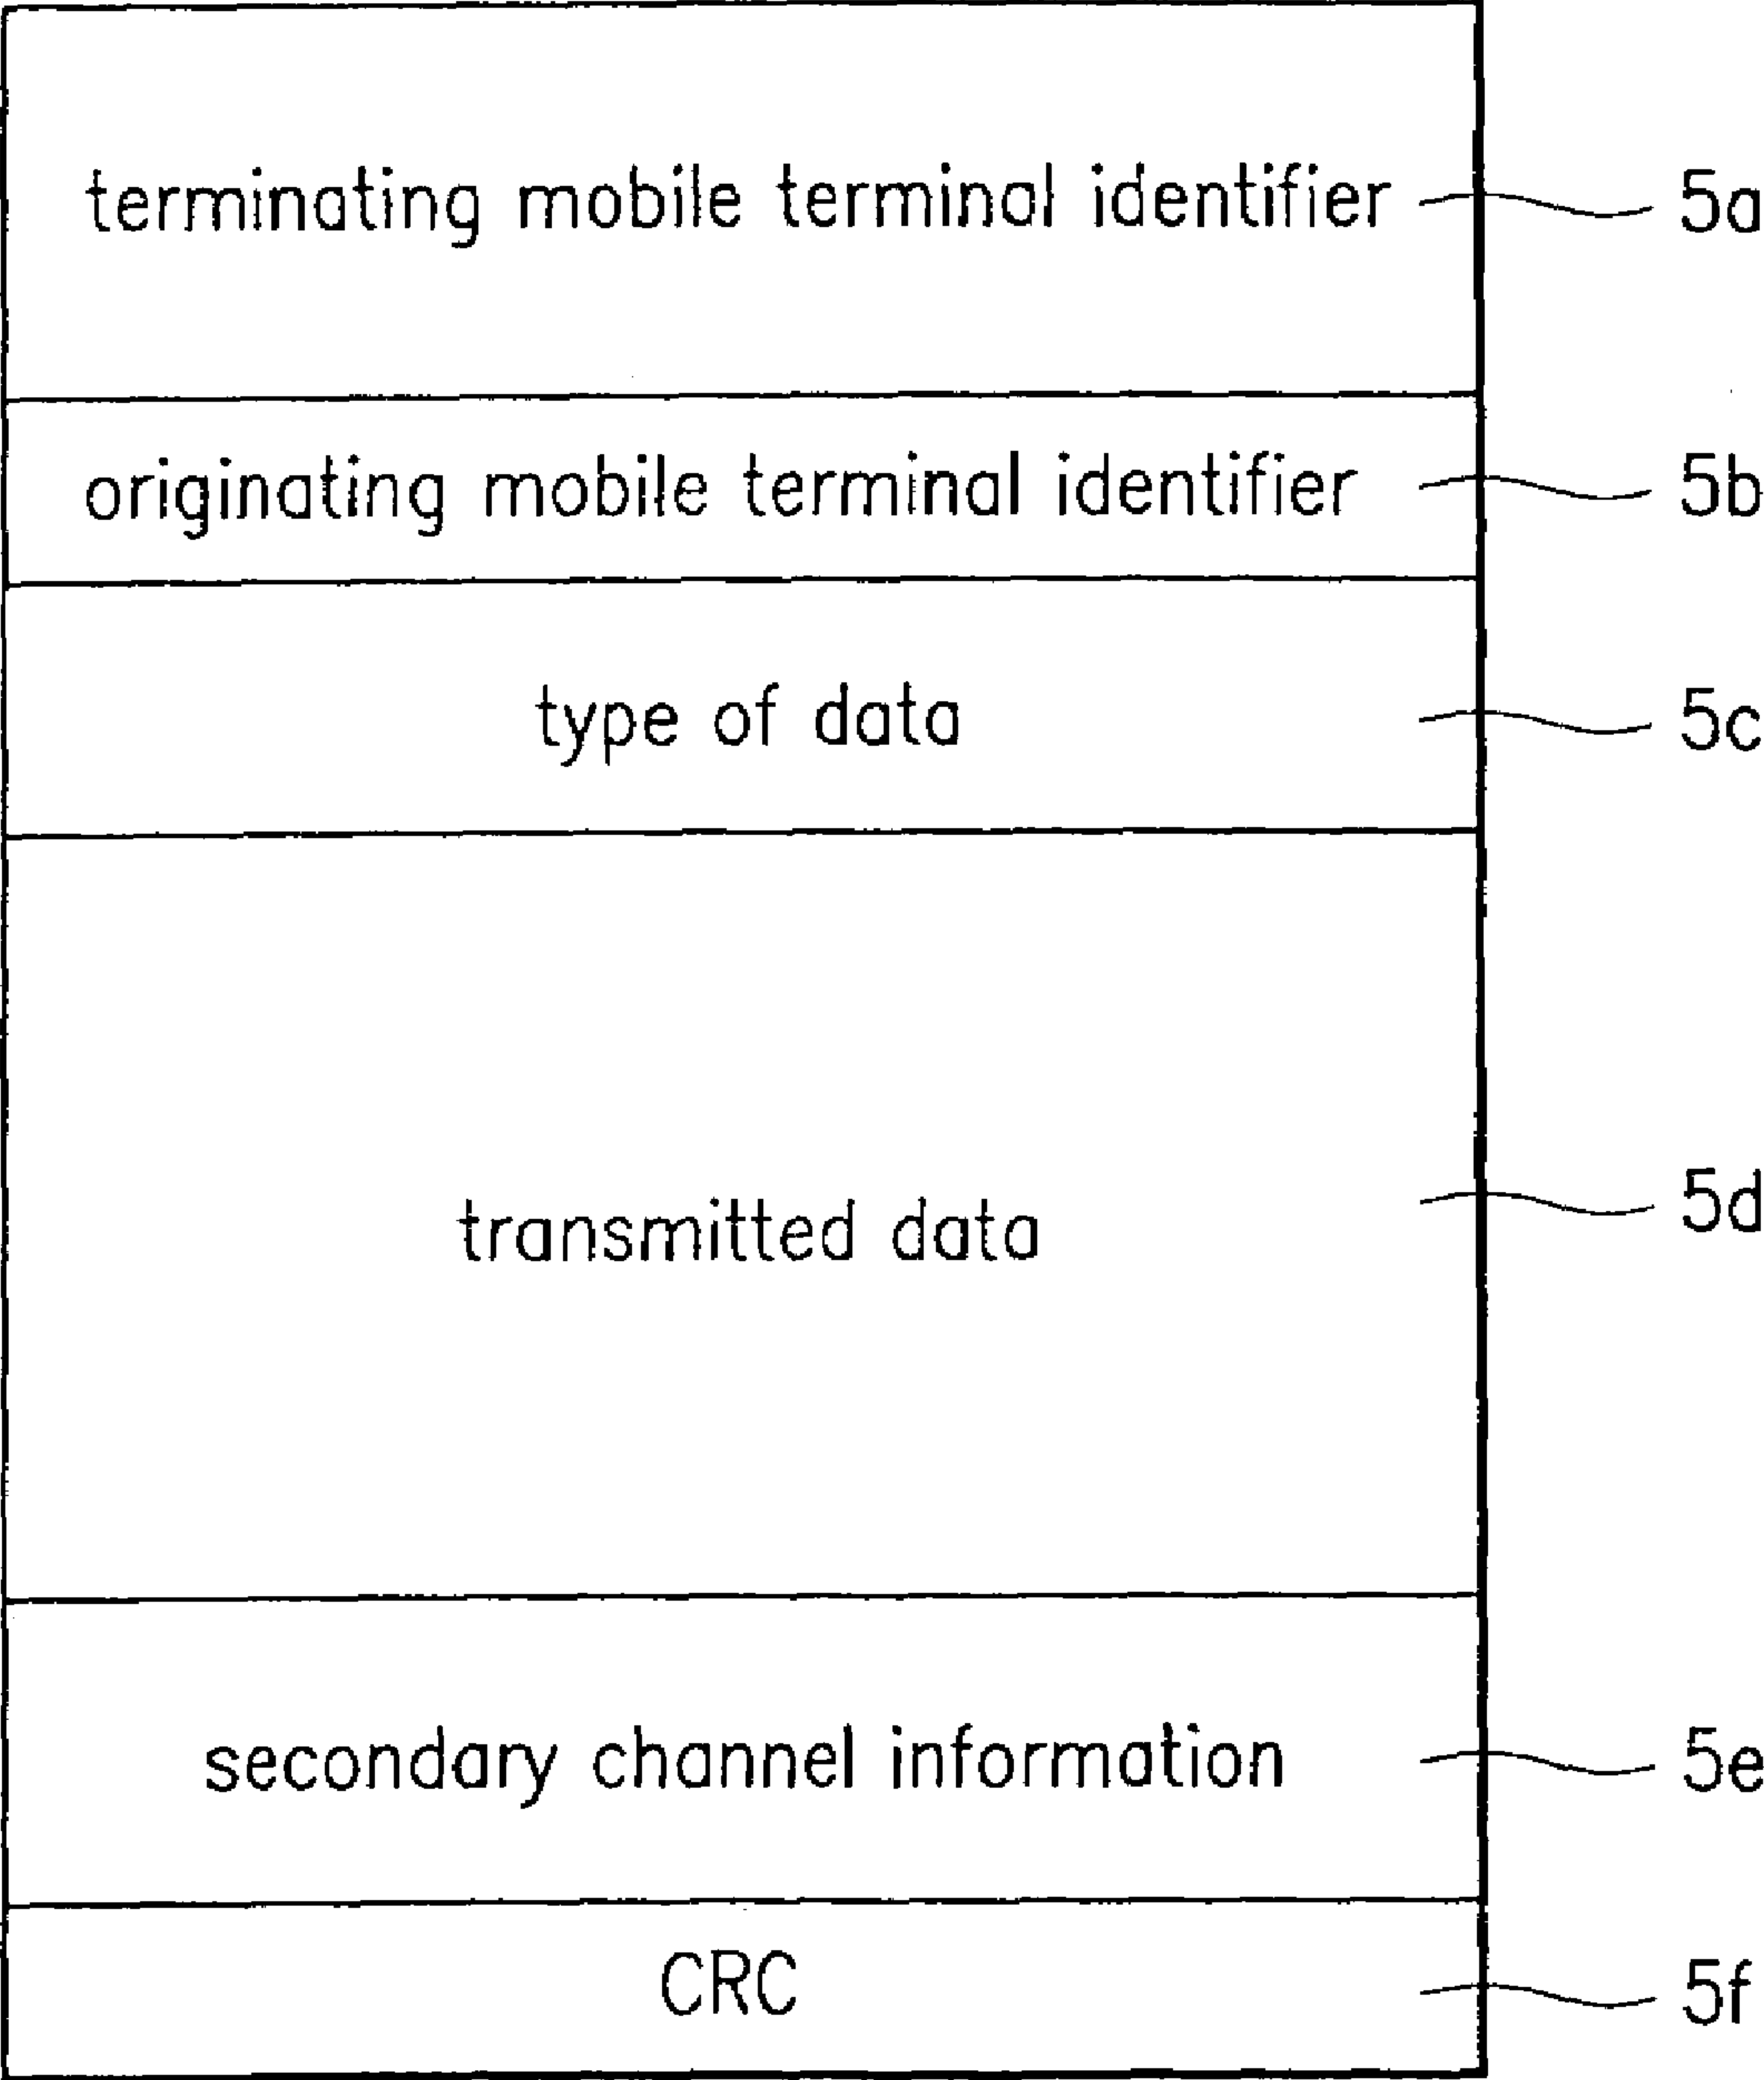 terminating mobile terminal identifier 5a
originating mobile terminal identifier 5b
type of data 5c
transmitted data 5d
secondary channel information 5e
CRC 5f